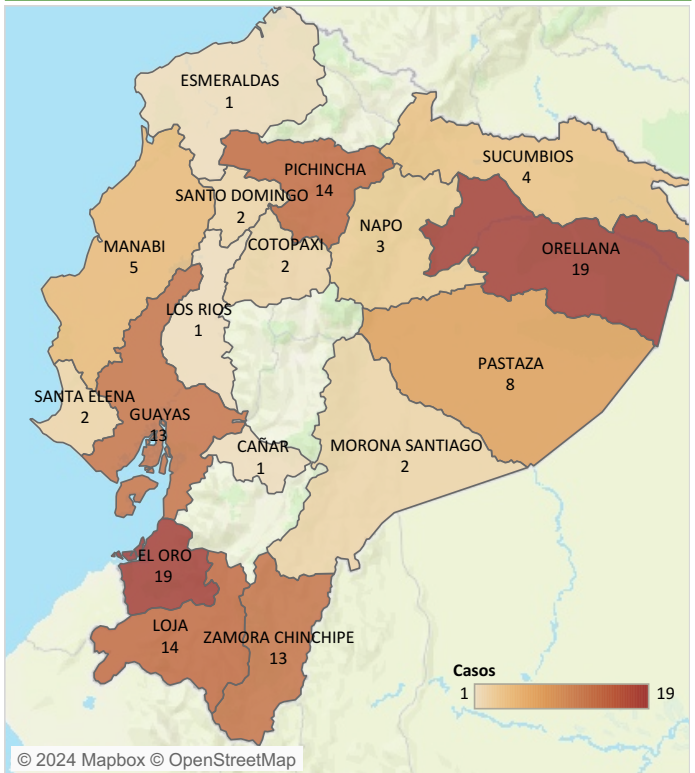 ESMERALDAS
1
PICHINCHA
14
SUCUMBIOS
4
SANTO DOMINGO
2
NAPO
3
ORELLANA
19
COTOPAXI
2
MANABI
5
LOS RIOS
1
PASTAZA
8
SANTA ELENA
2
GUAYAS
13
CAÑAR
1
MORONA SANTIAGO
2
EL ORO
19
LOJA
14
ZAMORA CHINCHIPE
13
Casos
1 19
© 2024 Mapbox © OpenStreetMap